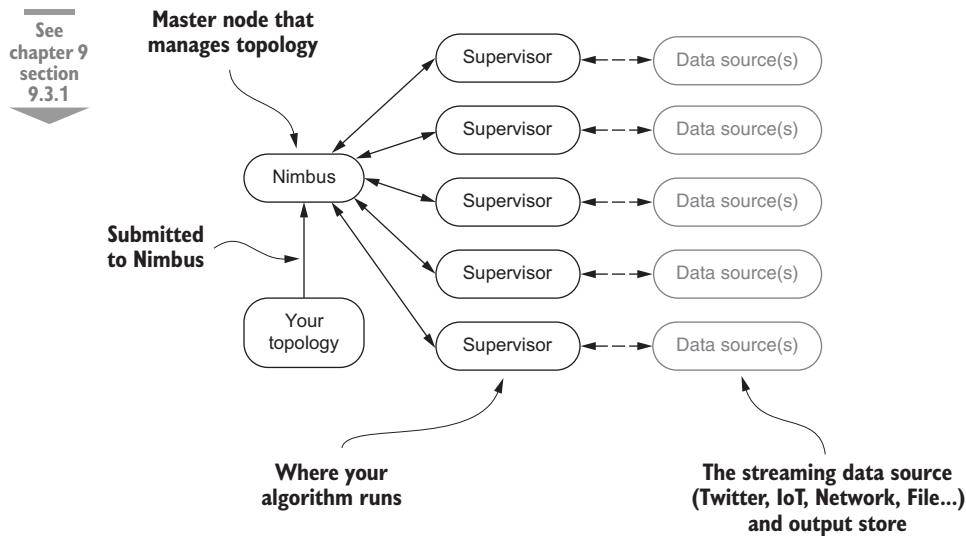 See
chapter 9
section
9.3.1
Master node that
manages topology
Supervisor
Data source(s)
Supervisor
Data source(s)
Nimbus
Supervisor
Data source(s)
Submitted
to Nimbus
Supervisor
Data source(s)
Your
topology
Supervisor
Data source(s)
Where your
algorithm runs
The streaming data source
(Twitter, IoT, Network, File...)
and output store